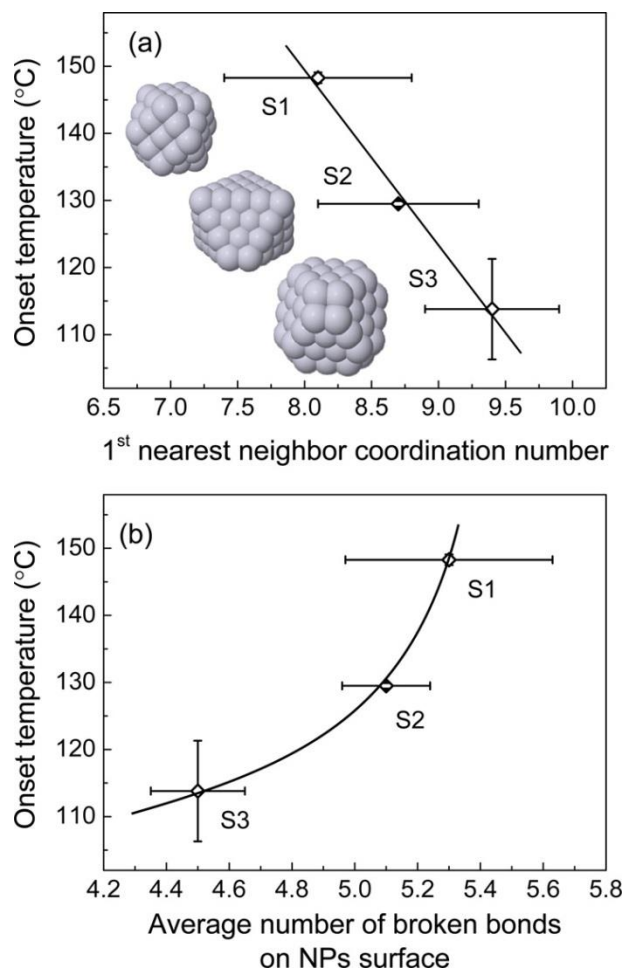 (a)
150
140
130
120
110
Onset temperature (°C)
S1
S2
S3
6.5 7.0 7.5 8.0 8.5 9.0 9.5 10.0
1st nearest neighbor coordination number
(b)
150
140
130
120
110
Onset temperature (°C)
S1
S2
S3
4.2 4.4 4.6 4.8 5.0 5.2 5.4 5.6 5.8
Average number of broken bonds
on NPs surface